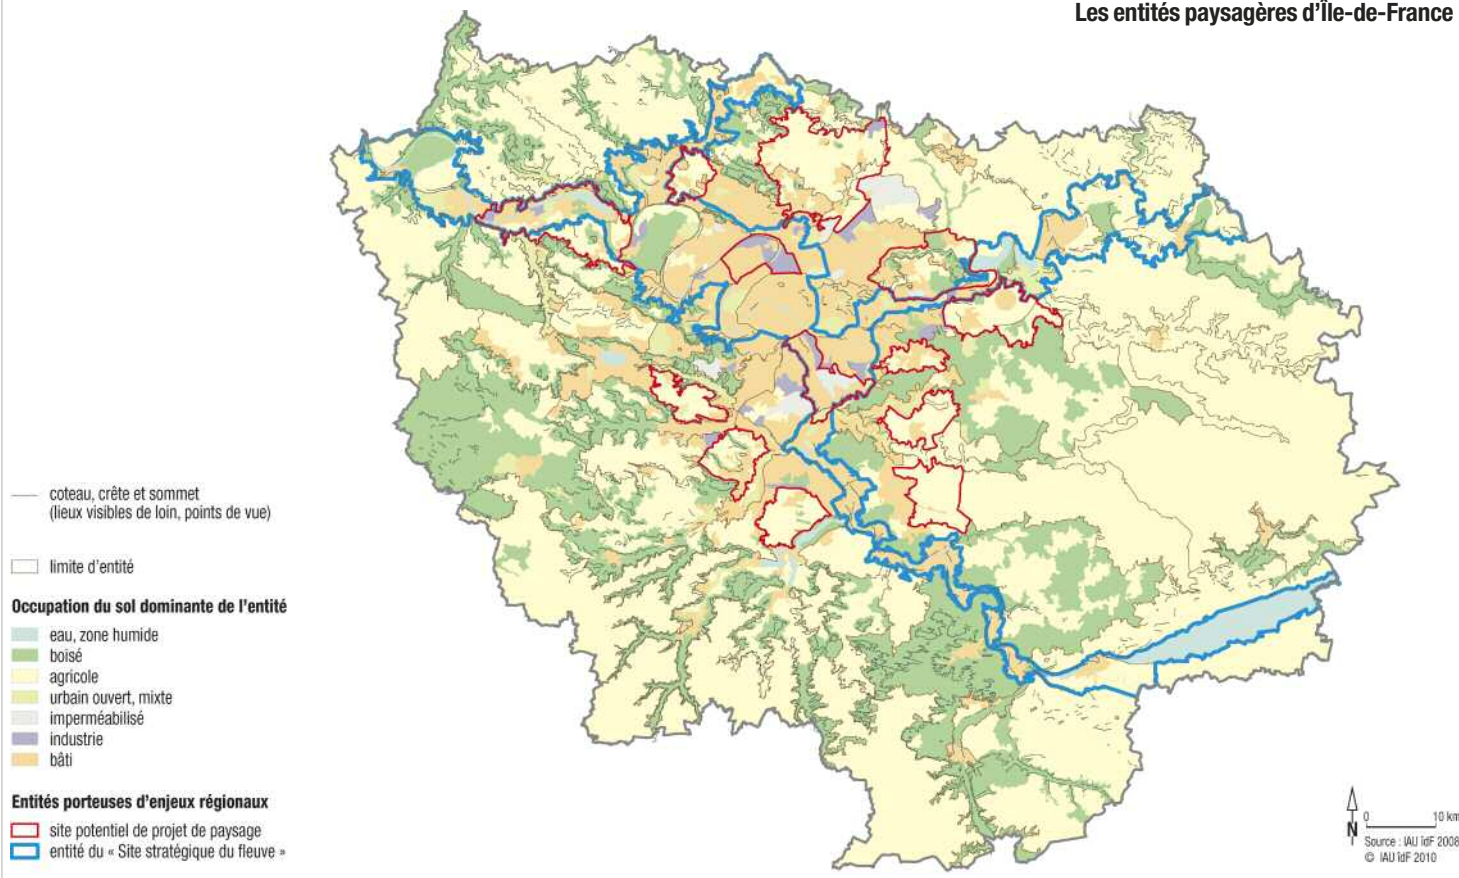 Les entités paysagères d'Île-de-France
coteau, crête et sommet
(lieux visibles de loin, points de vue)
limite d'entité
Occupation du sol dominante de l'entité
eau, zone humide
boisé
agricole
urbain ouvert, mixte
imperméabilisé
industrie
bâti
Entités porteuses d'enjeux régionaux
site potentiel de projet de paysage
entité du « Site stratégique du fleuve »
N
0 10 km
Source : IAU îdF 2008
© IAU îdF 2010